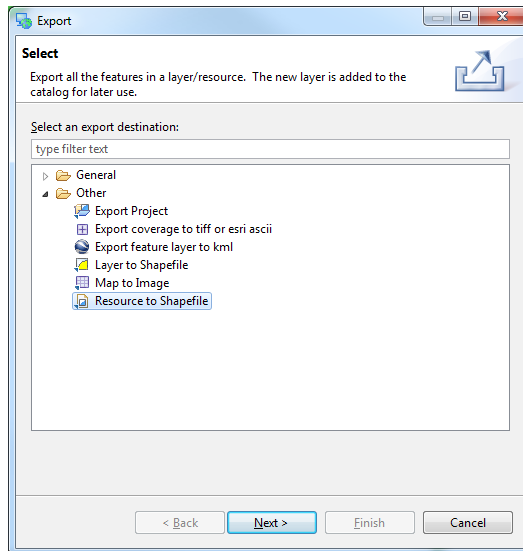 Export
Select
Export all the features in a layer/resource.  The new layer is added to the
catalog for later use.
Select an export destination:
type filter text
General
Other
Export Project
Export coverage to tiff or esri ascii
Export feature layer to kml
Layer to Shapefile
Map to Image
Resource to Shapefile
< Back Next > Finish Cancel